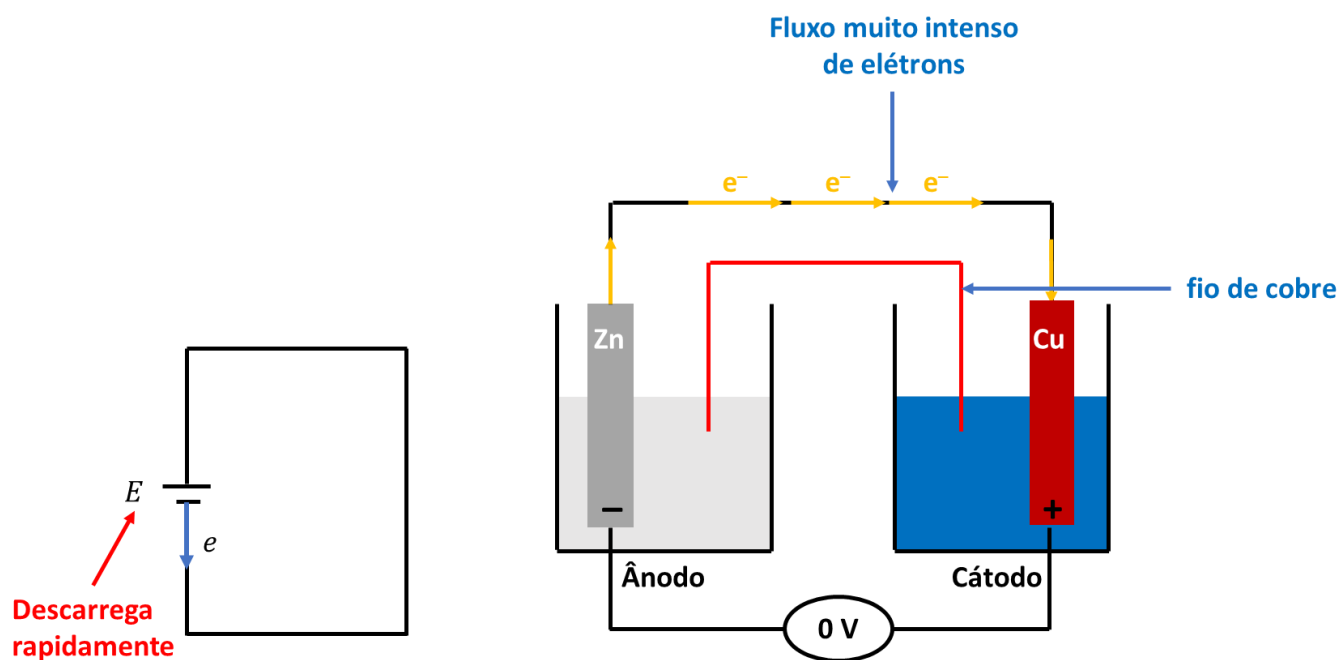 Fluxo muito intenso
de elétrons
e⁻ e⁻ e⁻
fio de cobre
Zn
Cu
E
e
– +
Ânodo
Cátodo
Descarrega
rapidamente
0 V